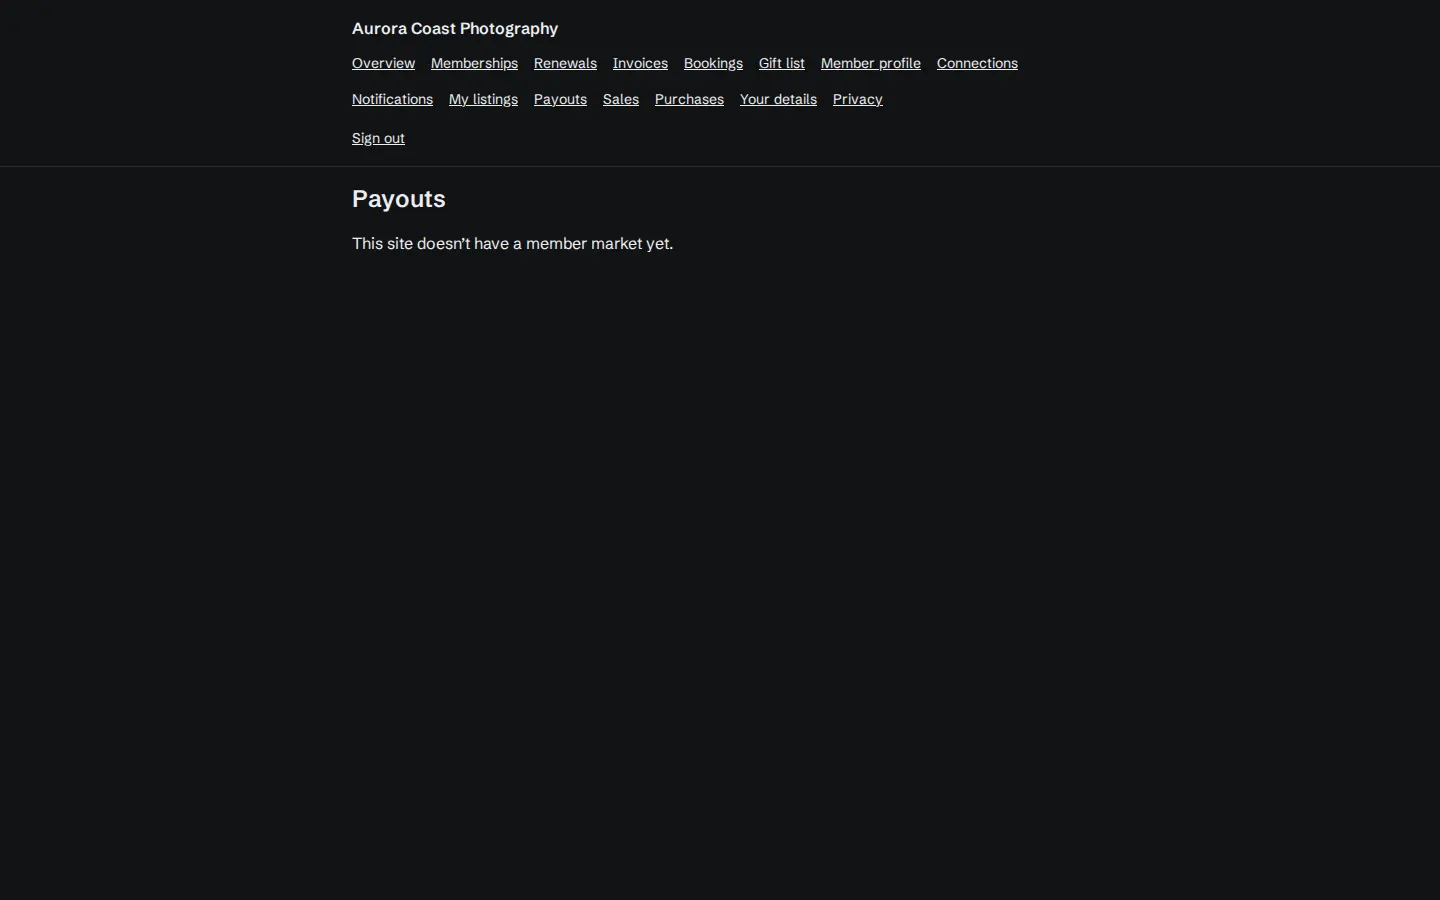 Aurora Coast Photography
Overview Memberships Renewals Invoices Bookings Gift list Member profile Connections
Notifications My listings Payouts Sales Purchases Your details Privacy
Sign out
Payouts
This site doesn’t have a member market yet.